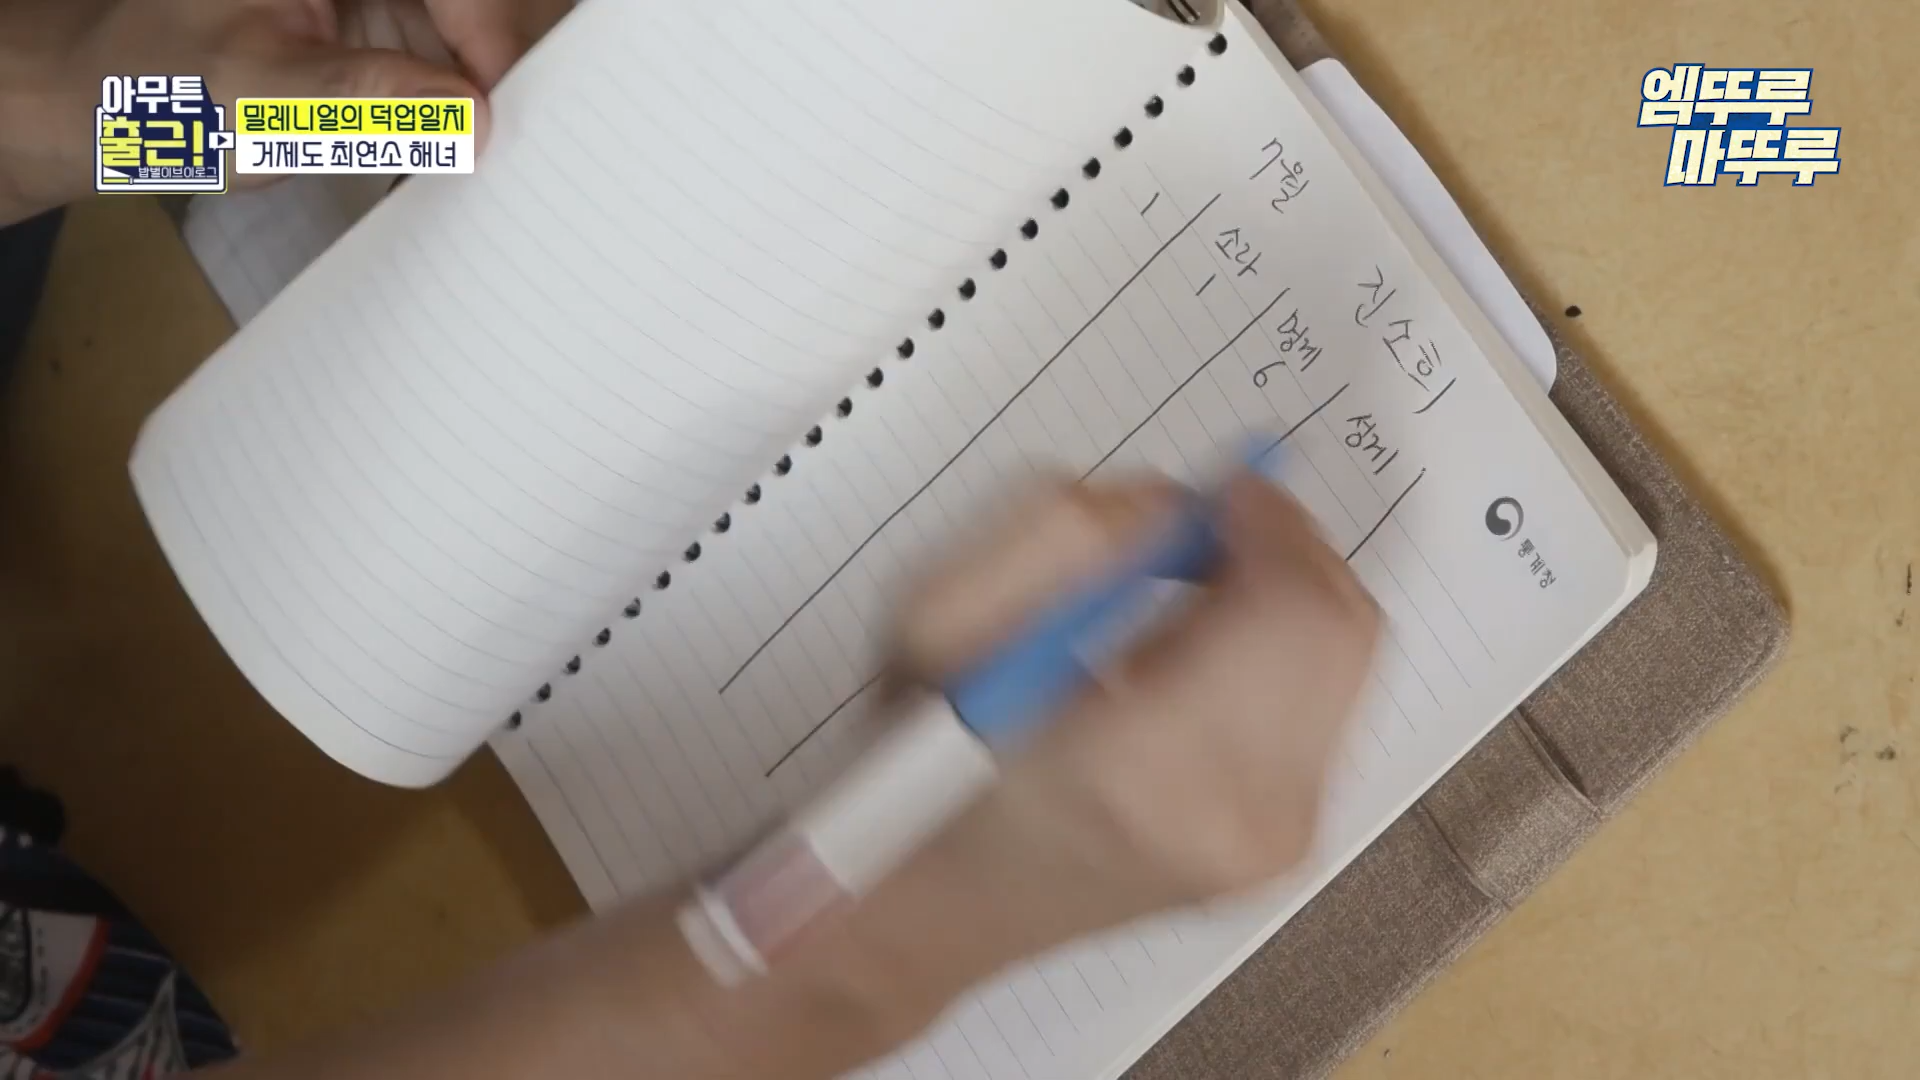 아무튼
출근!
밥벌이브이로그
밀레니얼의 덕업일치
거제도 최연소 해녀
엠뚜루
마뚜루
7월
진소희
소라
멍게
성게
1
1
6
통계청